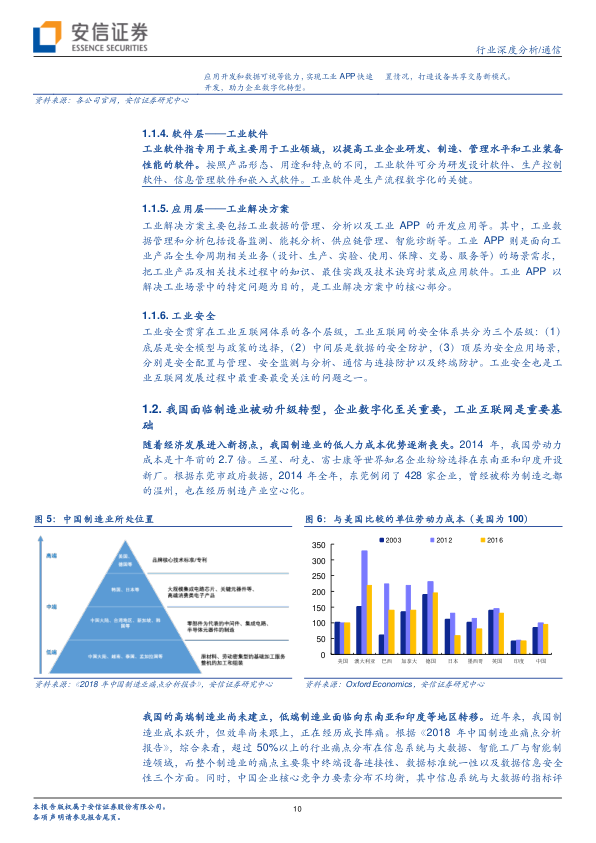 安信证券
ESSENCE SECURITIES
行业深度分析/通信
应用开发和数据可视等能力，实现工业 APP 快速 置情况，打造设备共享交易新模式。
开发，助力企业数字化转型。
资料来源：各公司官网，安信证券研究中心
1.1.4. 软件层——工业软件
工业软件指专用于或主要用于工业领域，以提高工业企业研发、制造、管理水平和工业装备
性能的软件。按照产品形态、用途和特点的不同，工业软件可分为研发设计软件、生产控制
软件、信息管理软件和嵌入式软件。工业软件是生产流程数字化的关键。
1.1.5. 应用层——工业解决方案
工业解决方案主要包括工业数据的管理、分析以及工业 APP 的开发应用等。其中，工业数
据管理和分析包括设备监测、能耗分析、供应链管理、智能诊断等。工业 APP 则是面向工
业产品全生命周期相关业务（设计、生产、实验、使用、保障、交易、服务等）的场景需求，
把工业产品及相关技术过程中的知识、最佳实践及技术诀窍封装成应用软件。工业 APP 以
解决工业场景中的特定问题为目的，是工业解决方案中的核心部分。
1.1.6. 工业安全
工业安全贯穿在工业互联网体系的各个层级，工业互联网的安全体系共分为三个层级：（1）
底层是安全模型与政策的选择，（2）中间层是数据的安全防护，（3）顶层为安全应用场景，
分别是安全配置与管理、安全监测与分析、通信与连接防护以及终端防护。工业安全也是工
业互联网发展过程中最重要最受关注的问题之一。
1.2. 我国面临制造业被动升级转型，企业数字化至关重要，工业互联网是重要基
础
随着经济发展进入新拐点，我国制造业的低人力成本优势逐渐丧失。2014 年，我国劳动力
成本是十年前的 2.7 倍。三星、耐克、富士康等世界知名企业纷纷选择在东南亚和印度开设
新厂。根据东莞市政府数据，2014 年全年，东莞倒闭了 428 家企业，曾经被称为制造之都
的温州，也在经历制造产业空心化。
图 5：中国制造业所处位置
高端
中端
低端
美国、
德国等
韩国、日本等
中国大陆、台湾地区、新加坡、韩
国等
中国大陆、越南、泰国、孟加拉国等
品牌核心技术标准/专利
大规模集成电路芯片、关键元器件等、
高端消费类电子产品
零部件为代表的中间件、集成电路、
半导体元器件的制造
原材料、劳动密集型的基础加工服务
整机的加工和组装
资料来源：《2018 年中国制造业痛点分析报告》，安信证券研究中心
图 6：与美国比较的单位劳动力成本（美国为 100）
2003 2012 2016
350
300
250
200
150
100
50
0
美国 澳大利亚 巴西 加拿大 德国 日本 墨西哥 英国 印度 中国
资料来源：Oxford Economics，安信证券研究中心
我国的高端制造业尚未建立，低端制造业面临向东南亚和印度等地区转移。近年来，我国制
造业成本跃升，但效率尚未跟上，正在经历成长阵痛。根据《2018 年中国制造业痛点分析
报告》，综合来看，超过 50%以上的行业痛点分布在信息系统与大数据、智能工厂与智能制
造领域，而整个制造业的痛点主要集中终端设备连接性、数据标准统一性以及数据信息安全
性三个方面。同时，中国企业核心竞争力要素分布不均衡，其中信息系统与大数据的指标评
本报告版权属于安信证券股份有限公司。
各项声明请参见报告尾页。
10